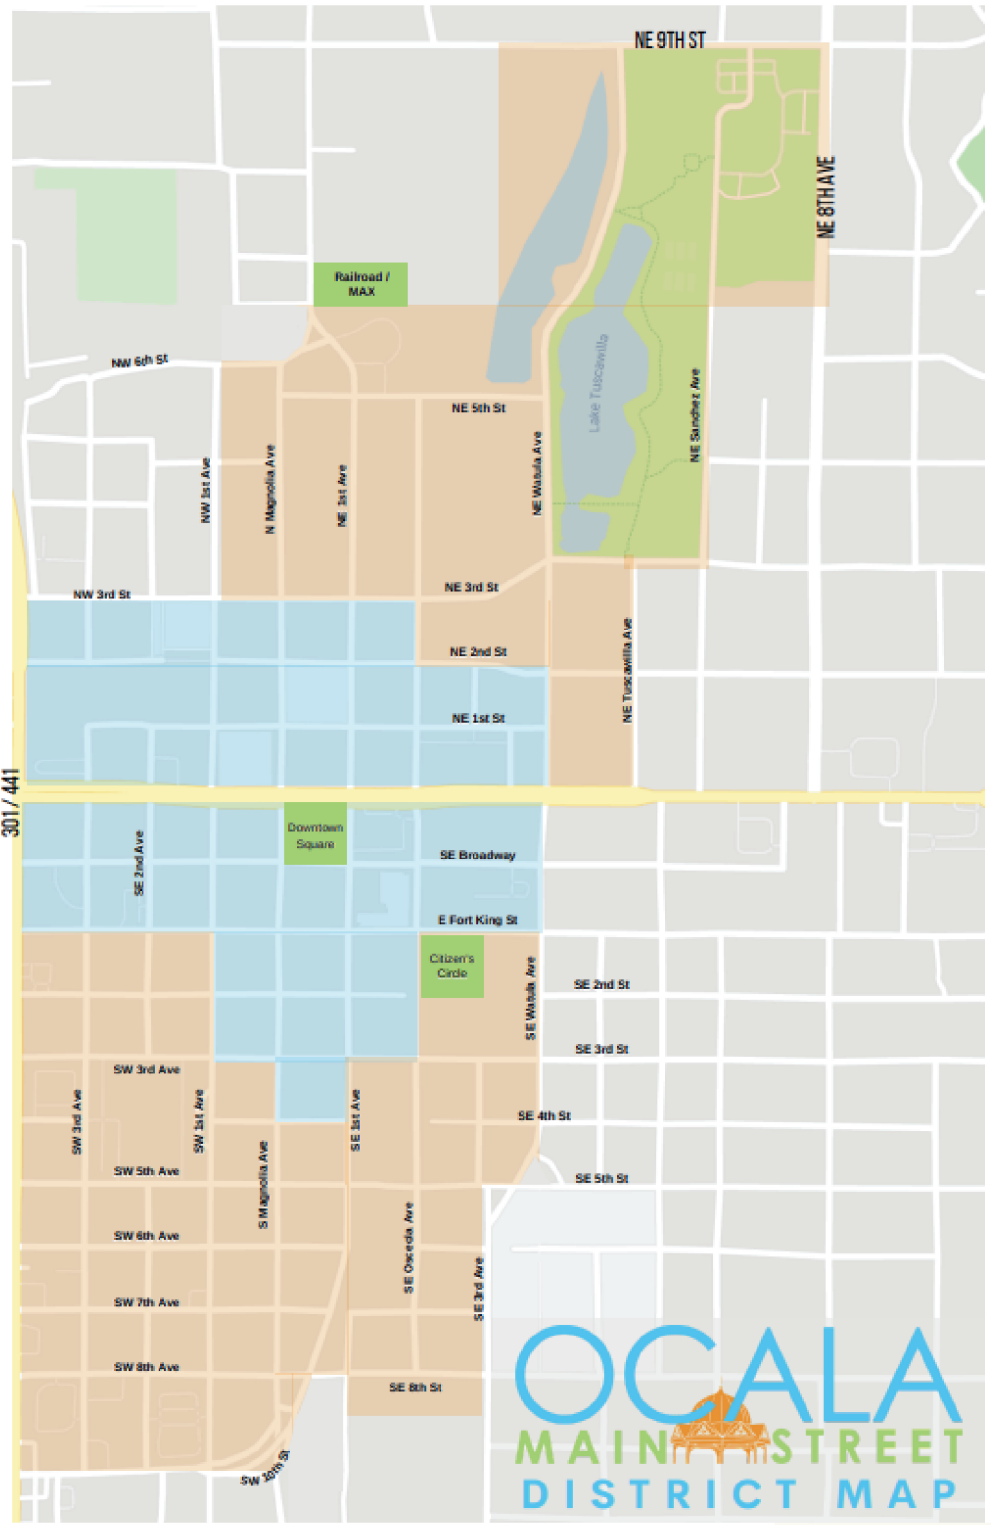 NE 9TH ST
NE 8TH AVE
Railroad /
MAX
NW 6th St
Lake Tuscawilla
NE Sanchez Ave
NE 5th St
NW 1st Ave
N Magnolia Ave
NE 1st Ave
NE Watula Ave
NE 3rd St
NW 3rd St
NE 2nd St
NE Tuscawilla Ave
NE 1st St
301 / 441
Downtown
Square
SE 2nd Ave
SE Broadway
E Fort King St
Citizen's
Circle
SE Watula Ave
SE 2nd St
SE 3rd St
SW 3rd Ave
SW 3rd Ave
SW 1st Ave
SE 1st Ave
SE 4th St
S Magnolia Ave
SW 5th Ave
SE 5th St
SW 6th Ave
SE Osceola Ave
SE 3rd Ave
SW 7th Ave
SW 8th Ave
SE 8th St
SW 10th St
OCALA
MAIN STREET
DISTRICT MAP